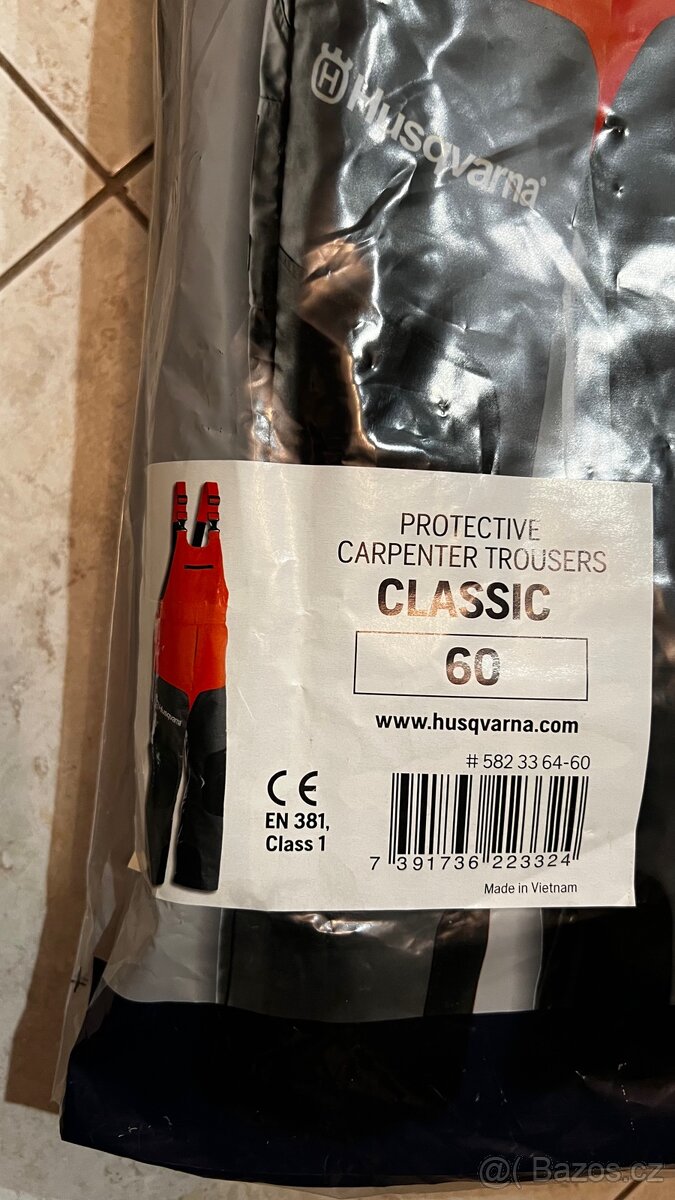 Husqvarna
PROTECTIVE
CARPENTER TROUSERS
CLASSIC
60
www.husqvarna.com
# 582 33 64-60
Husqvarna
CE
EN 381,
Class 1
7 391736 223324
Made in Vietnam
@( Bazos.cz